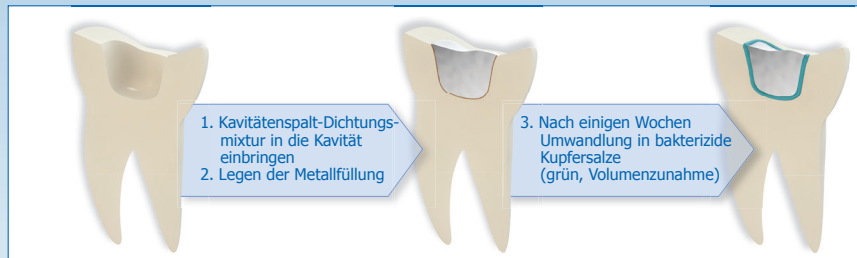 1. Kavitätenspalt-Dichtungs-
mixtur in die Kavität
einbringen
2. Legen der Metallfüllung
3. Nach einigen Wochen
Umwandlung in bakterizide
Kupfersalze
(grün, Volumenzunahme)